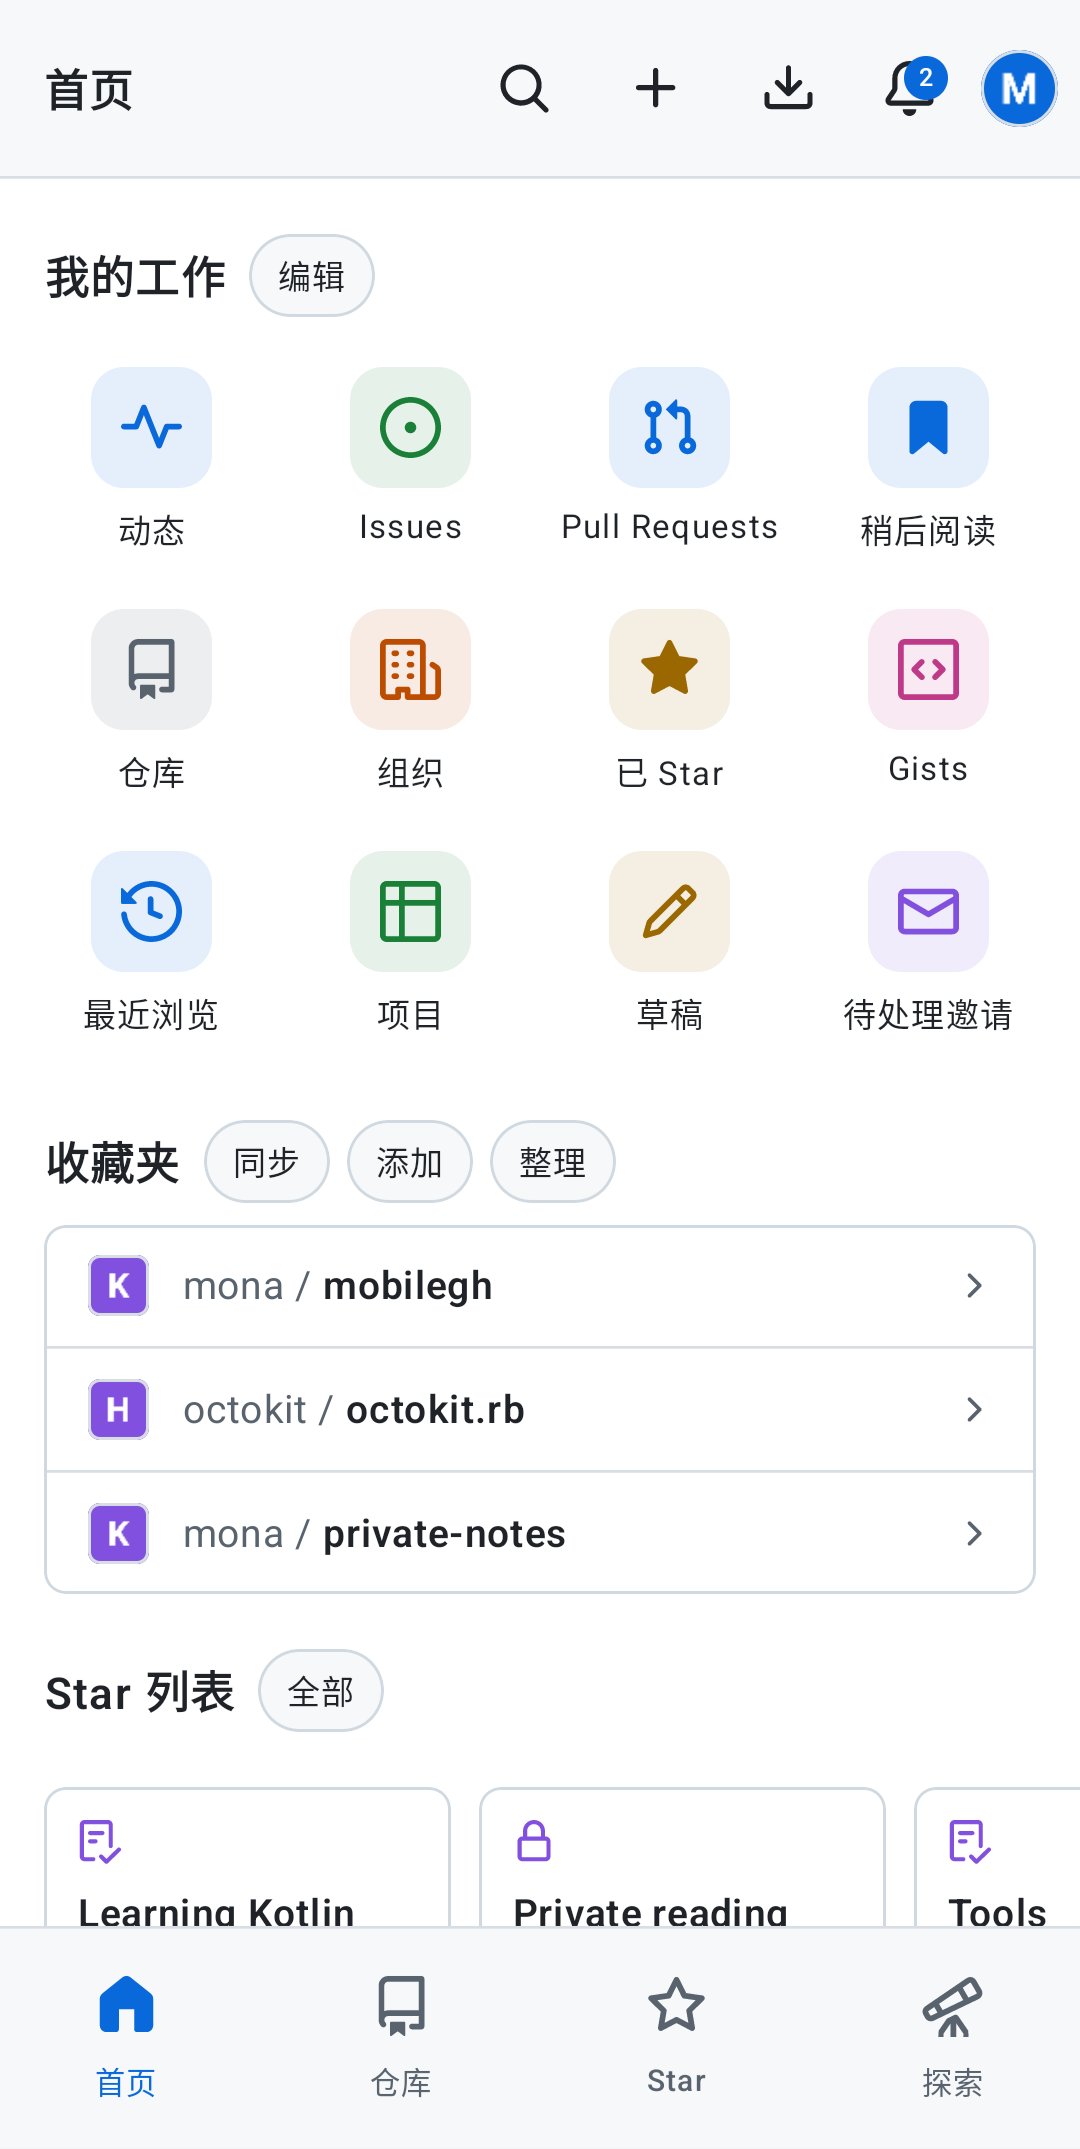 首页
2
M
我的工作 编辑
动态 Issues Pull Requests 稍后阅读
仓库 组织 已 Star Gists
最近浏览 项目 草稿 待处理邀请
收藏夹 同步 添加 整理
K mona / mobilegh
H octokit / octokit.rb
K mona / private-notes
Star 列表 全部
Learning Kotlin Private reading Tools
首页 仓库 Star 探索